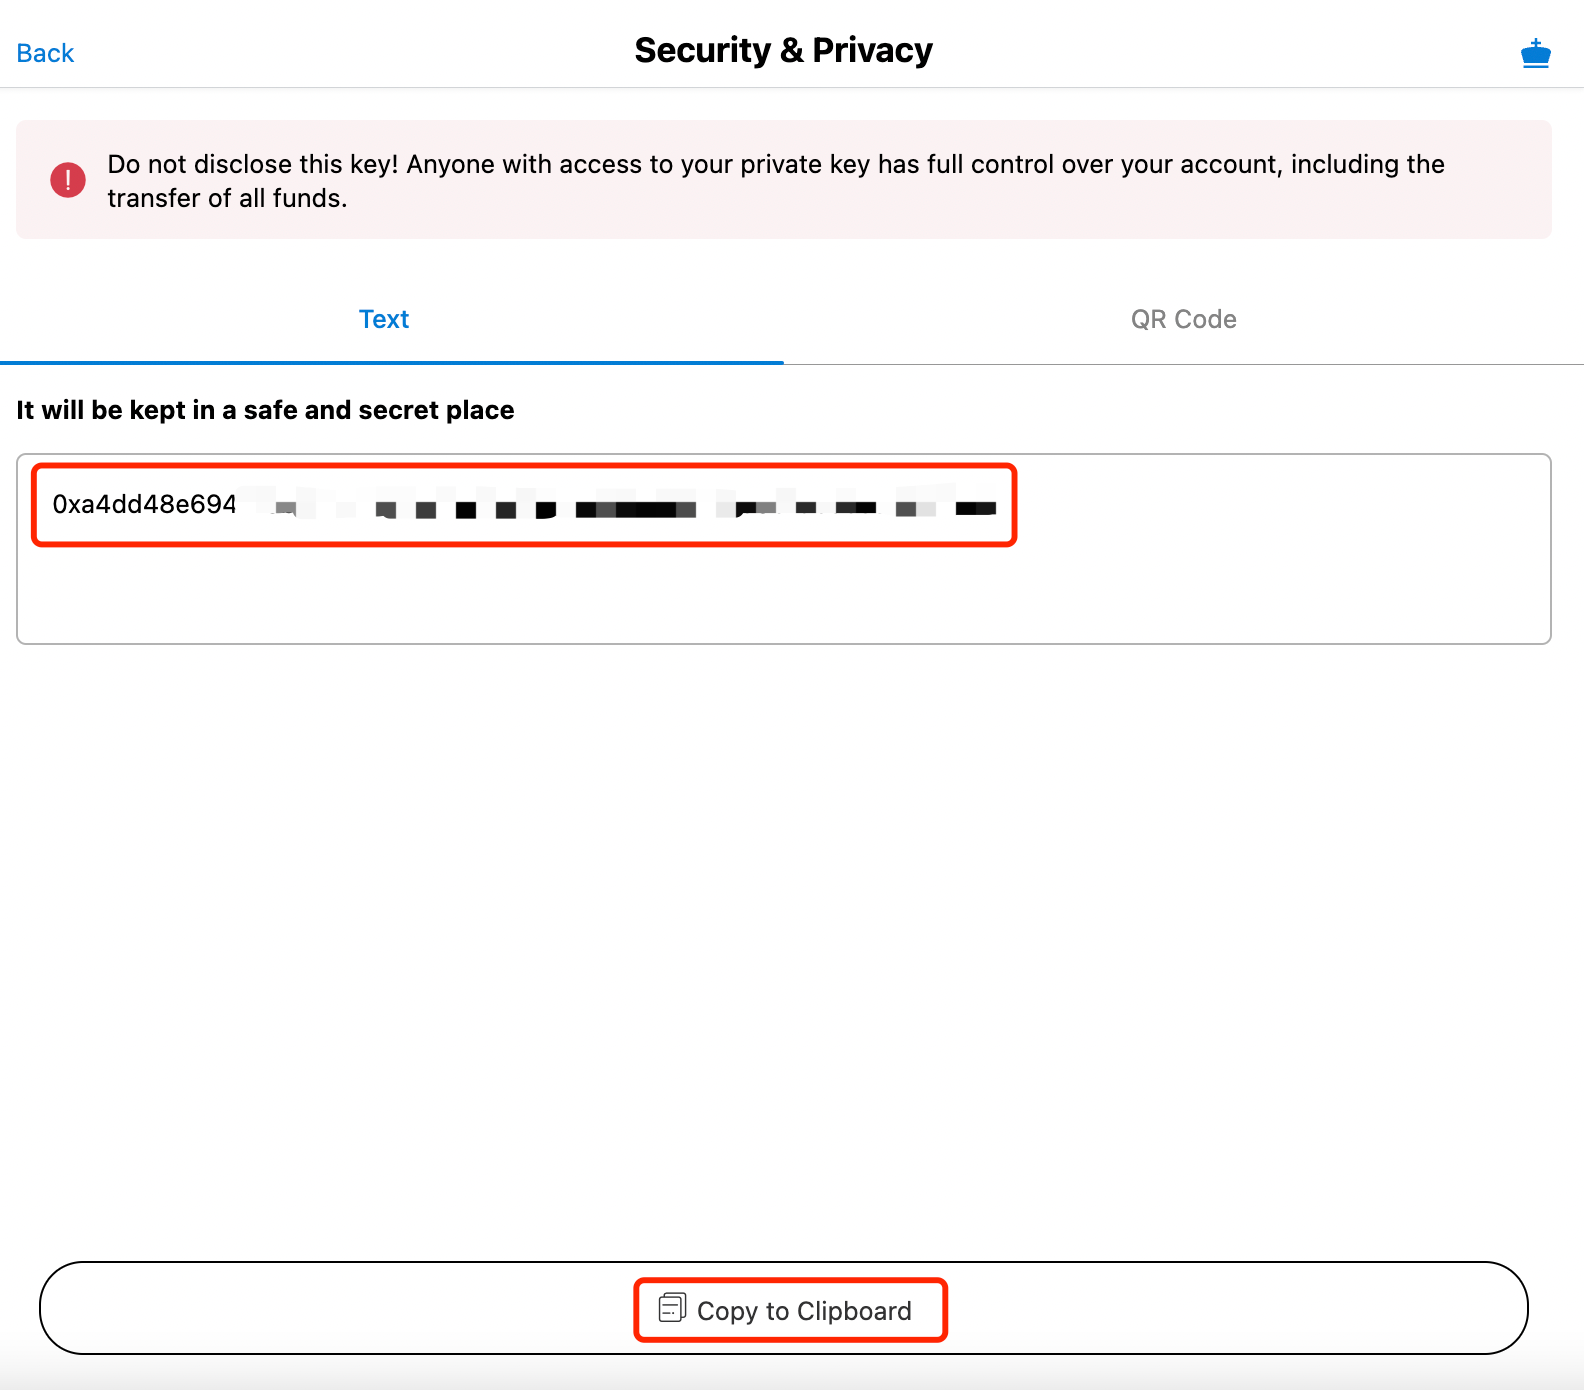 Back
Security & Privacy
Do not disclose this key! Anyone with access to your private key has full control over your account, including the
transfer of all funds.
Text
QR Code
It will be kept in a safe and secret place
0xa4dd48e694
Copy to Clipboard